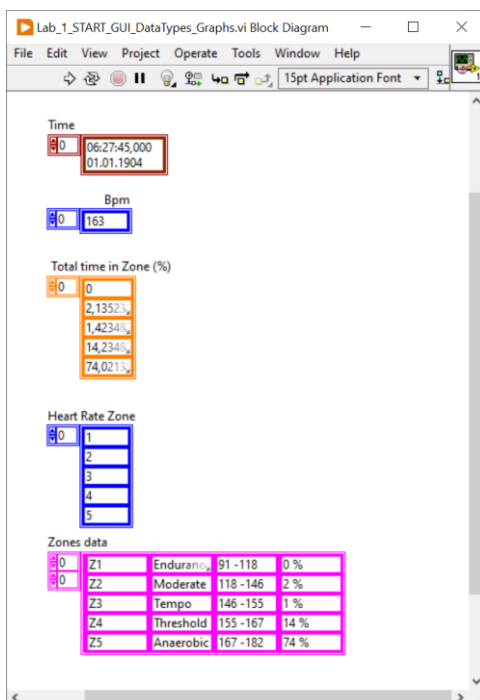 Lab_1_START_GUI_DataTypes_Graphs.vi Block Diagram
File Edit View Project Operate Tools Window Help
15pt Application Font
1
Time
0 06:27:45,000
01.01.1904
Bpm
0 163
Total time in Zone (%)
0 0
2,13523
1,42348
14,2348
74,0213
Heart Rate Zone
0 1
2
3
4
5
Zones data
0 Z1 Enduranc 91 -118 0 %
0 Z2 Moderate 118 -146 2 %
Z3 Tempo 146 -155 1 %
Z4 Threshold 155 -167 14 %
Z5 Anaerobic 167 -182 74 %